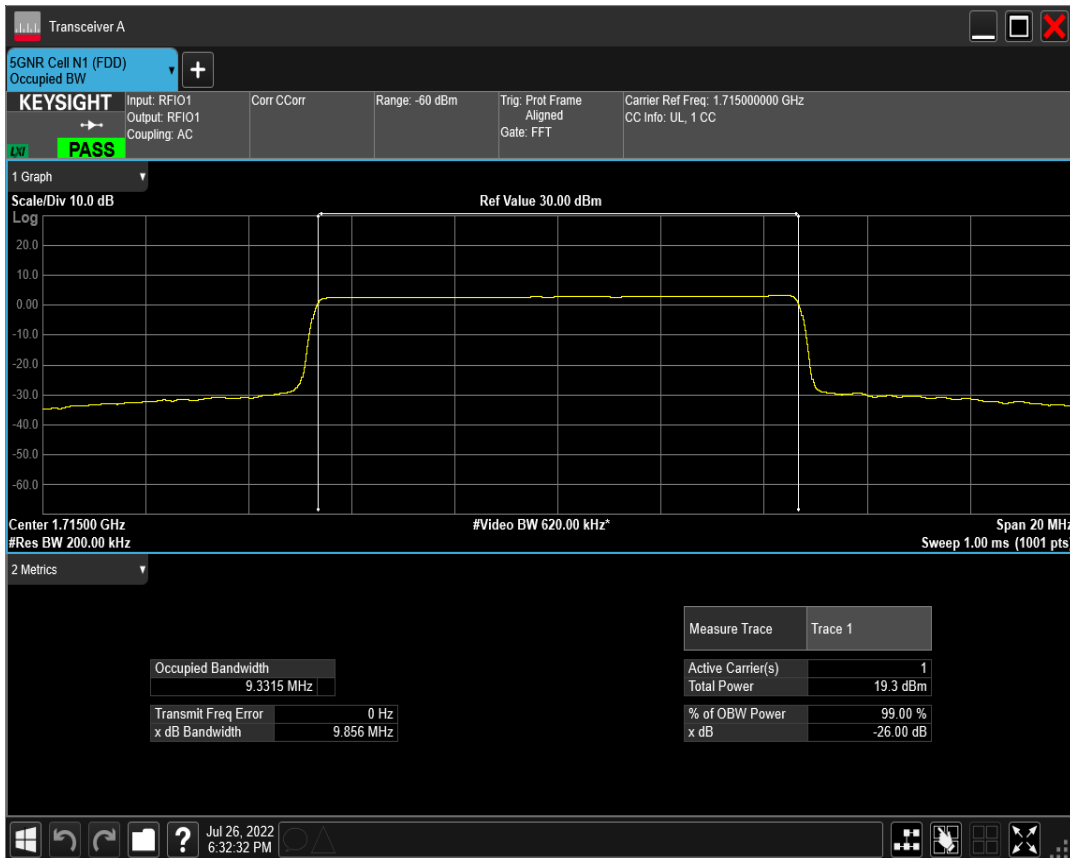 Transceiver A
5GNR Cell N1 (FDD)
Occupied BW
KEYSIGHT
LXI
PASS
Input: RFIO1
Output: RFIO1
Coupling: AC
Corr CCorr
Range: -60 dBm
Trig: Prot Frame
Aligned
Gate: FFT
Carrier Ref Freq: 1.715000000 GHz
CC Info: UL, 1 CC
1 Graph
Scale/Div 10.0 dB
Ref Value 30.00 dBm
Log
20.0
10.0
0.00
-10.0
-20.0
-30.0
-40.0
-50.0
-60.0
Center 1.71500 GHz
#Video BW 620.00 kHz*
Span 20 MHz
#Res BW 200.00 kHz
Sweep 1.00 ms (1001 pts)
2 Metrics
Measure Trace Trace 1
Occupied Bandwidth
9.3315 MHz
Transmit Freq Error 0 Hz
x dB Bandwidth 9.856 MHz
Active Carrier(s) 1
Total Power 19.3 dBm
% of OBW Power 99.00 %
x dB -26.00 dB
?
Jul 26, 2022
6:32:32 PM